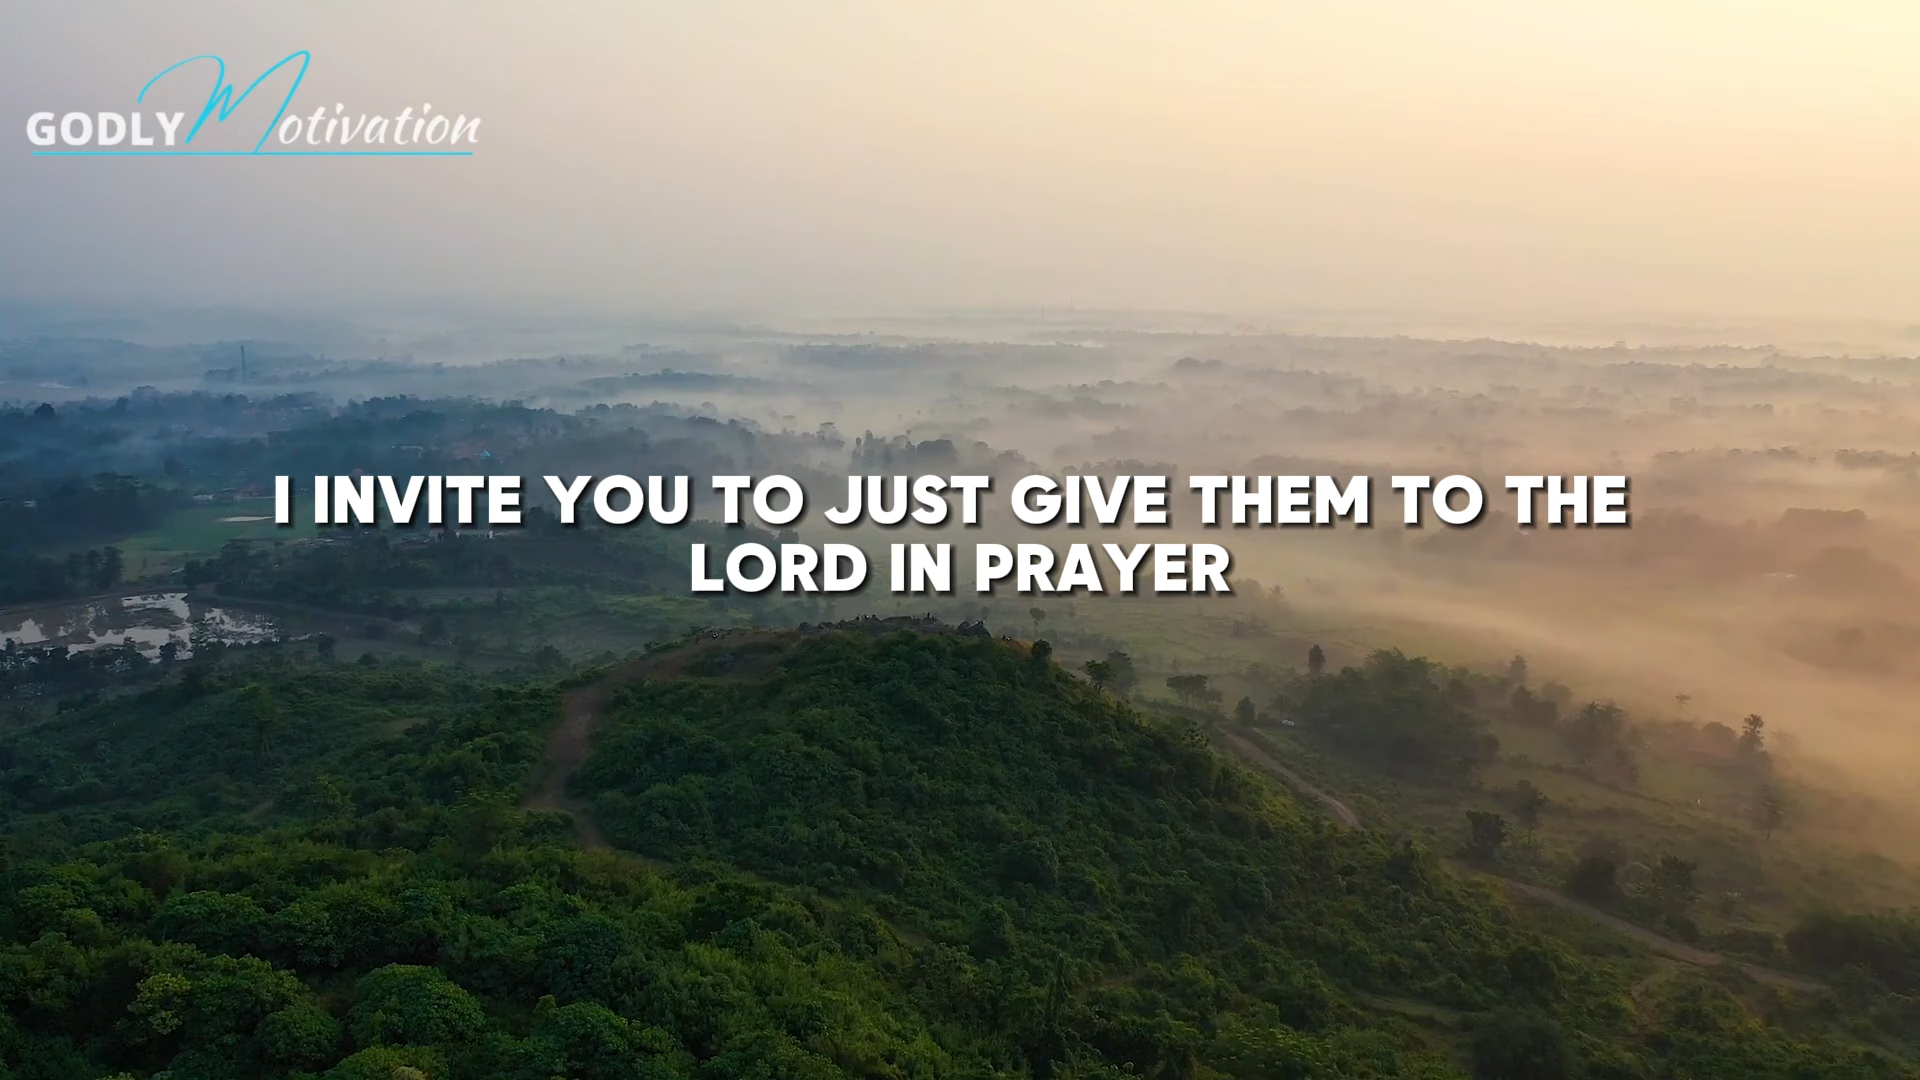 GODLY Motivation
I INVITE YOU TO JUST GIVE THEM TO THE
LORD IN PRAYER